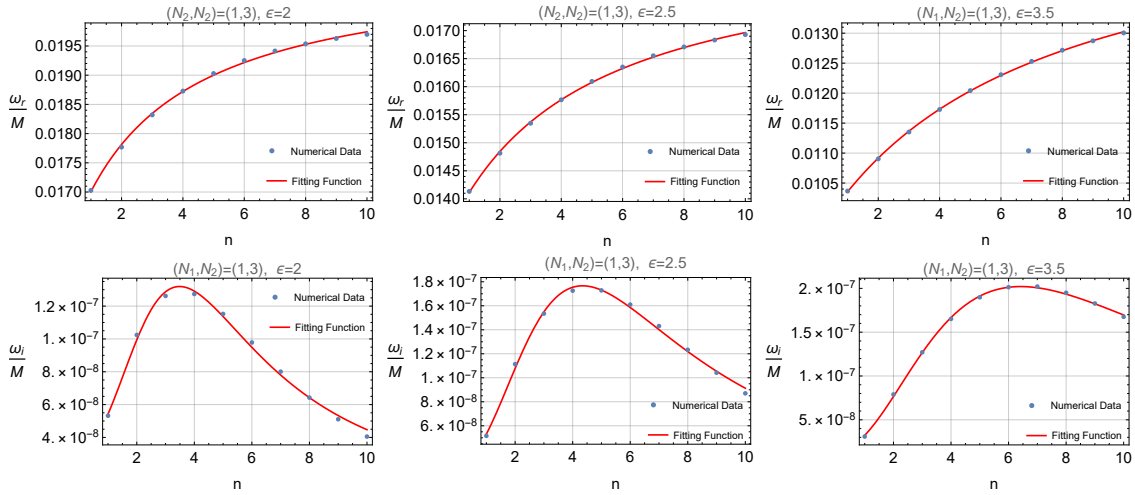 (N₂,N₂)=(1,3), ϵ=2
0.0195
0.0190
0.0185
0.0180
0.0175
0.0170
ω_r/M
Numerical Data
Fitting Function
2 4 6 8 10
n
(N₂,N₂)=(1,3), ϵ=2.5
0.0170
0.0165
0.0160
0.0155
0.0150
0.0145
0.0140
ω_r/M
Numerical Data
Fitting Function
2 4 6 8 10
n
(N₁,N₂)=(1,3), ϵ=3.5
0.0130
0.0125
0.0120
0.0115
0.0110
0.0105
ω_r/M
Numerical Data
Fitting Function
2 4 6 8 10
n
(N₁,N₂)=(1,3), ϵ=2
1.2 × 10⁻⁷
1. × 10⁻⁷
8. × 10⁻⁸
6. × 10⁻⁸
4. × 10⁻⁸
ω_i/M
Numerical Data
Fitting Function
2 4 6 8 10
n
(N₁,N₂)=(1,3), ϵ=2.5
1.8 × 10⁻⁷
1.6 × 10⁻⁷
1.4 × 10⁻⁷
1.2 × 10⁻⁷
1. × 10⁻⁷
8. × 10⁻⁸
6. × 10⁻⁸
ω_i/M
Numerical Data
Fitting Function
2 4 6 8 10
n
(N₁,N₂)=(1,3), ϵ=3.5
2. × 10⁻⁷
1.5 × 10⁻⁷
1. × 10⁻⁷
5. × 10⁻⁸
ω_i/M
Numerical Data
Fitting Function
2 4 6 8 10
n